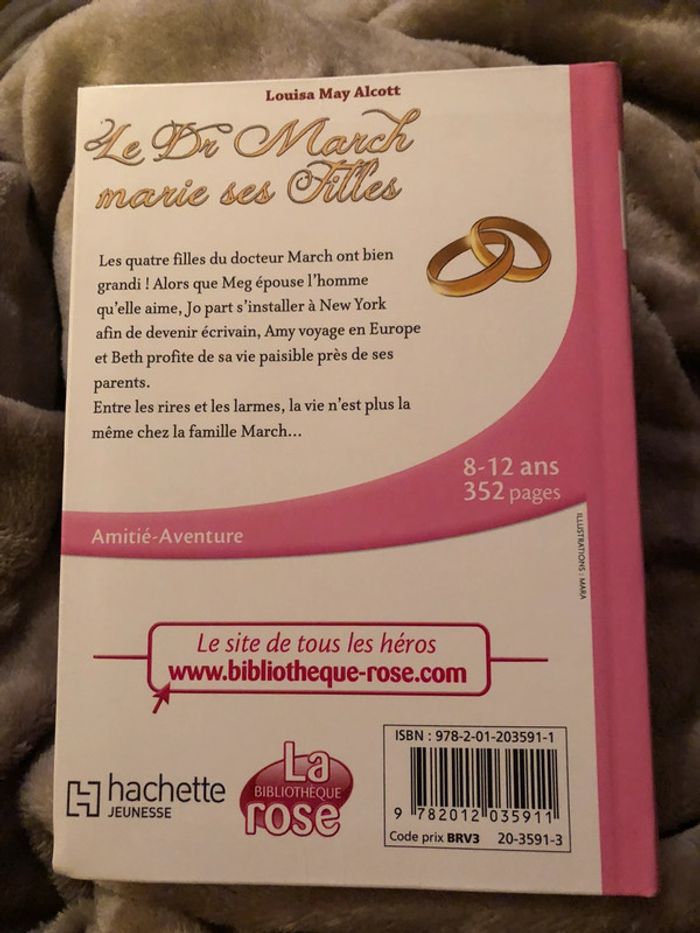 Louisa May Alcott
Le Dr March
marie ses Filles
Les quatre filles du docteur March ont bien
grandi ! Alors que Meg épouse l'homme
qu'elle aime, Jo part s'installer à New York
afin de devenir écrivain, Amy voyage en Europe
et Beth profite de sa vie paisible près de ses
parents.
Entre les rires et les larmes, la vie n'est plus la
même chez la famille March...
8-12 ans
352 pages
Amitié-Aventure
ILLUSTRATIONS : MARA
Le site de tous les héros
www.bibliotheque-rose.com
hachette
JEUNESSE
La
BIBLIOTHÈQUE
rose
ISBN : 978-2-01-203591-1
9 782012 035911
Code prix BRV3 20-3591-3